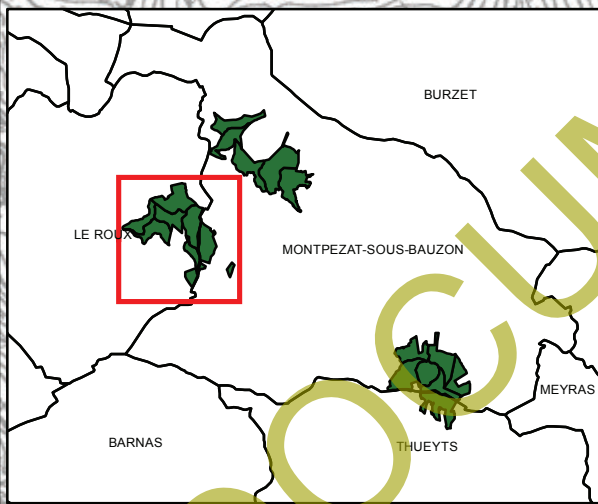 BURZET
LE ROUX
MONTPEZAT-SOUS-BAUZON
MEYRAS
BARNAS
THUEYTS